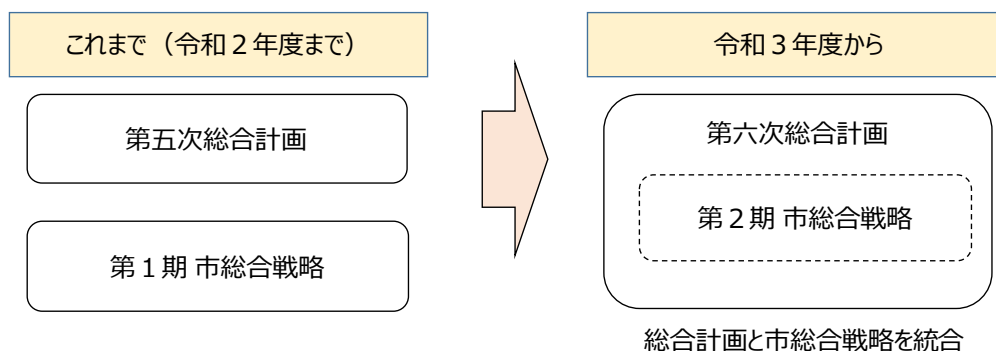 これまで（令和２年度まで）
第五次総合計画
第１期 市総合戦略
令和３年度から
第六次総合計画
第２期 市総合戦略
総合計画と市総合戦略を統合